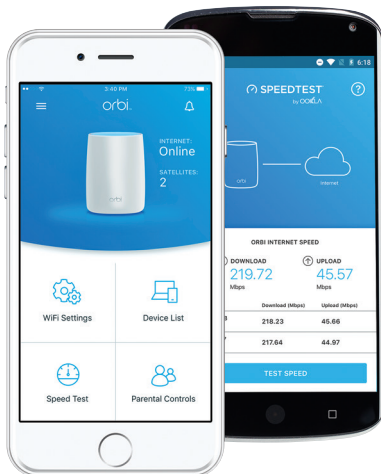 3:40 PM
73%
orbi
INTERNET:
Online
SATELLITES:
2
WiFi Settings
Device List
Speed Test
Parental Controls
6:18
SPEEDTEST
by OOKLA
?
orbi
Internet
ORBI INTERNET SPEED
DOWNLOAD
UPLOAD
219.72
45.57
Mbps
Mbps
Download (Mbps)
Upload (Mbps)
218.23
45.66
217.64
44.97
TEST SPEED